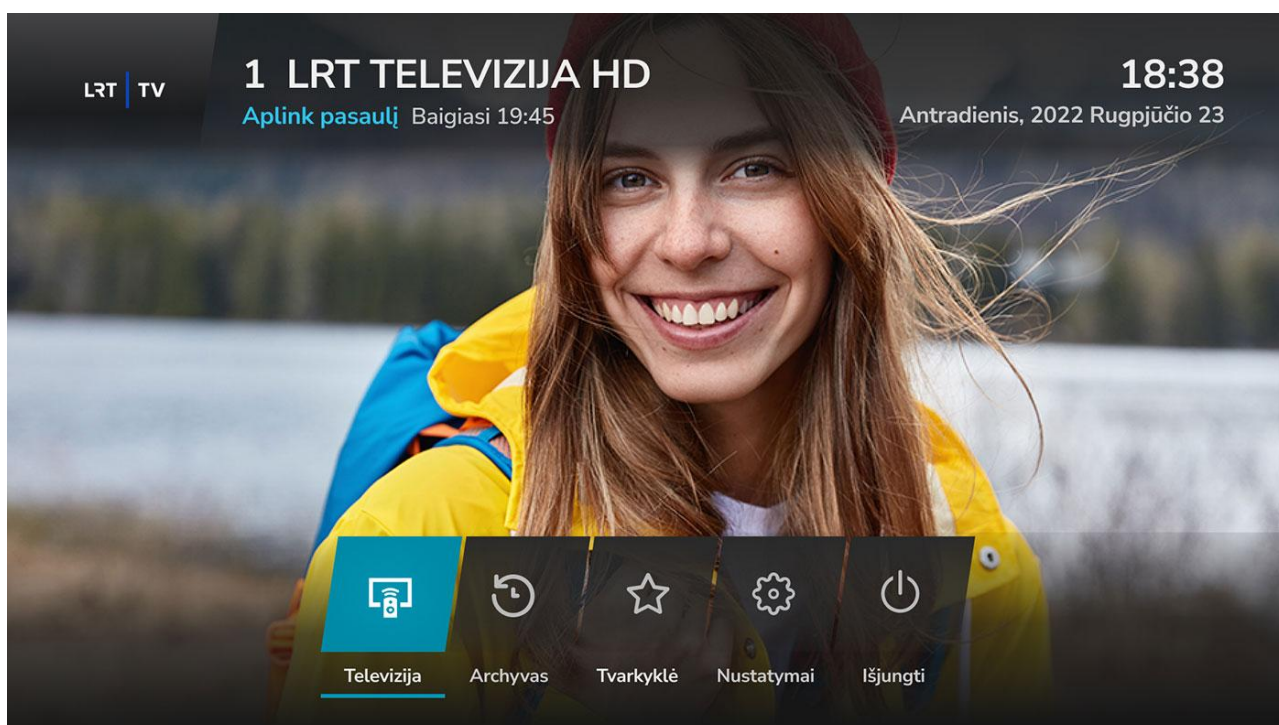 LRT TV
1 LRT TELEVIZIJA HD
Aplink pasaulį Baigiasi 19:45
18:38
Antradienis, 2022 Rugpjūčio 23
Televizija
Archyvas
Tvarkyklė
Nustatymai
Išjungti